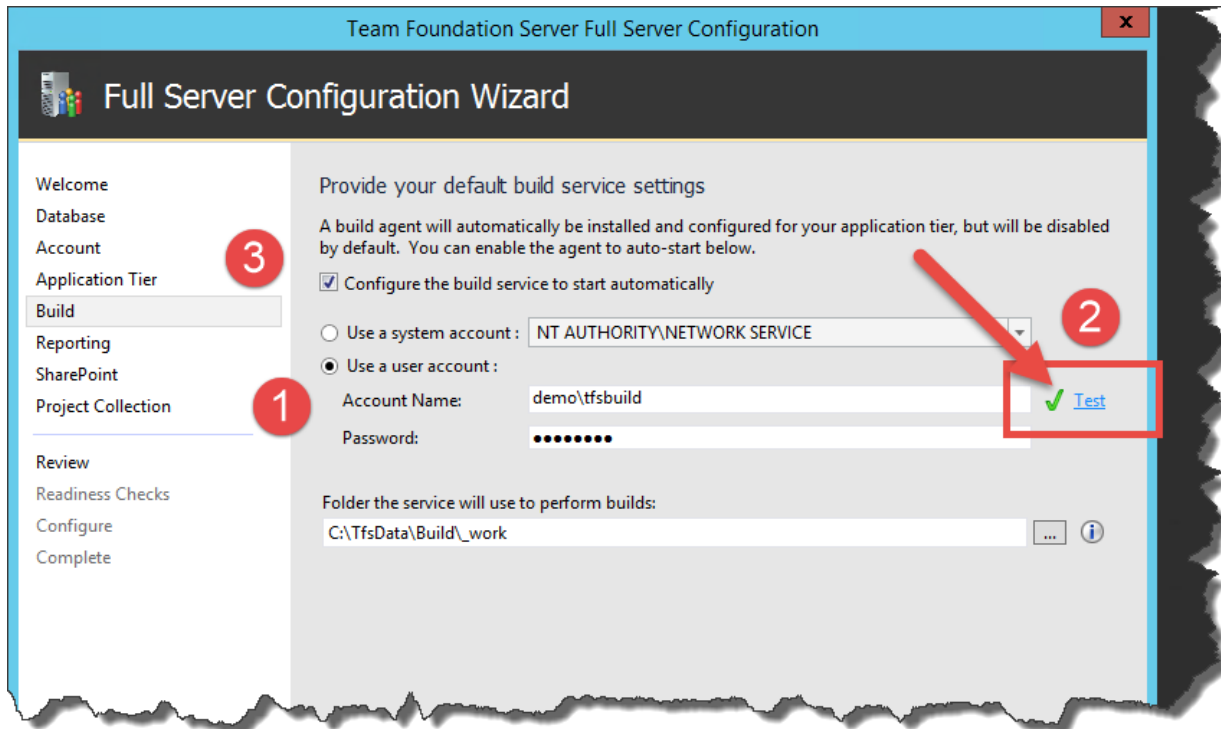 Team Foundation Server Full Server Configuration
x
Full Server Configuration Wizard
Welcome
Database
Account
Application Tier
Build
Reporting
SharePoint
Project Collection
Review
Readiness Checks
Configure
Complete
3
1
Provide your default build service settings
A build agent will automatically be installed and configured for your application tier, but will be disabled
by default. You can enable the agent to auto-start below.
Configure the build service to start automatically
Use a system account : NT AUTHORITY\NETWORK SERVICE
2
Use a user account :
Account Name: demo\tfsbuild Test
Password: ●●●●●●●●
Folder the service will use to perform builds:
C:\TfsData\Build\_work ... i